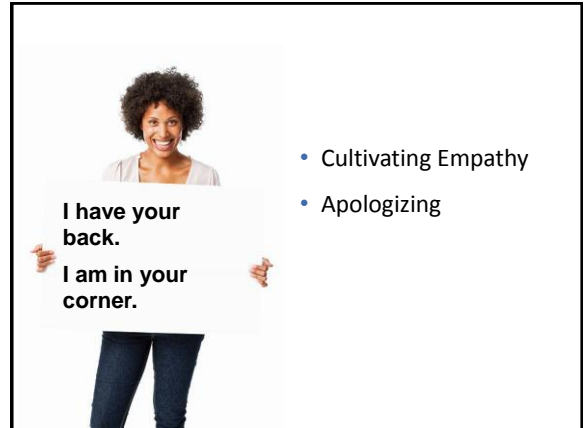 I have your
back.
I am in your
corner.
• Cultivating Empathy
• Apologizing